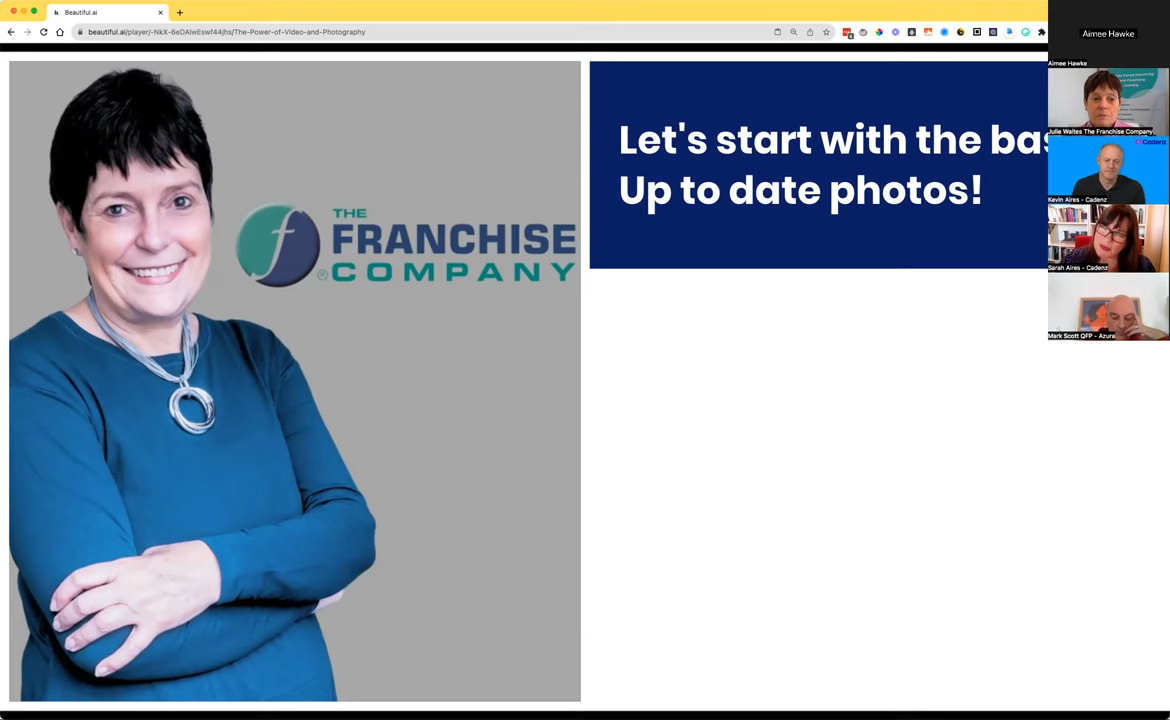 Beautiful.ai
beautiful.ai/player/-NkX-6eDAiwEswf44jhs/The-Power-of-Video-and-Photography
THE
FRANCHISE
COMPANY
Let's start with the bas
Up to date photos!
Aimee Hawke
Aimee Hawke
Julie Waites The Franchise Company
Cadenz
Kevin Aires - Cadenz
Sarah Aires - Cadenz
Mark Scott QFP - Azura